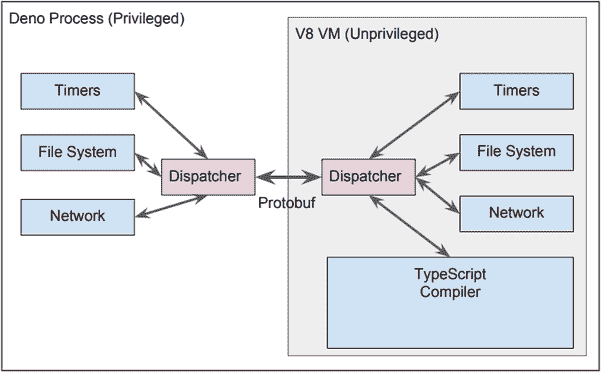 Deno Process (Privileged)
Timers
File System
Network
Dispatcher
Protobuf
V8 VM (Unprivileged)
Dispatcher
Timers
File System
Network
TypeScript
Compiler